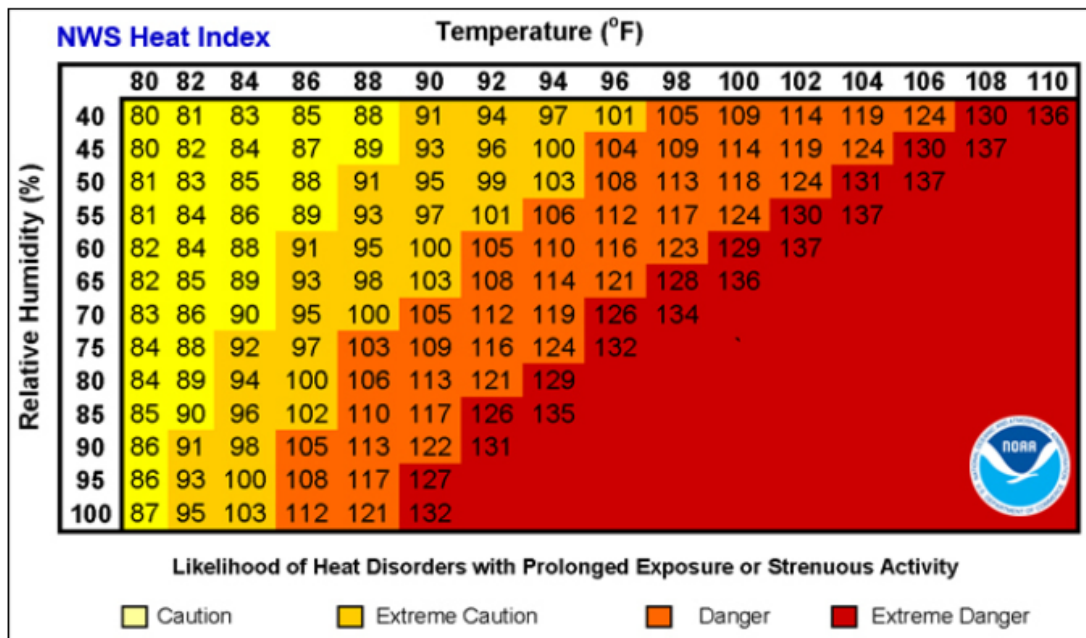 NWS Heat Index Temperature (°F)
80 82 84 86 88 90 92 94 96 98 100 102 104 106 108 110
Relative Humidity (%)
40 80 81 83 85 88 91 94 97 101 105 109 114 119 124 130 136
45 80 82 84 87 89 93 96 100 104 109 114 119 124 130 137
50 81 83 85 88 91 95 99 103 108 113 118 124 131 137
55 81 84 86 89 93 97 101 106 112 117 124 130 137
60 82 84 88 91 95 100 105 110 116 123 129 137
65 82 85 89 93 98 103 108 114 121 128 136
70 83 86 90 95 100 105 112 119 126 134
75 84 88 92 97 103 109 116 124 132
80 84 89 94 100 106 113 121 129
85 85 90 96 102 110 117 126 135
90 86 91 98 105 113 122 131
95 86 93 100 108 117 127
100 87 95 103 112 121 132
NOAA
Likelihood of Heat Disorders with Prolonged Exposure or Strenuous Activity
Caution Extreme Caution Danger Extreme Danger